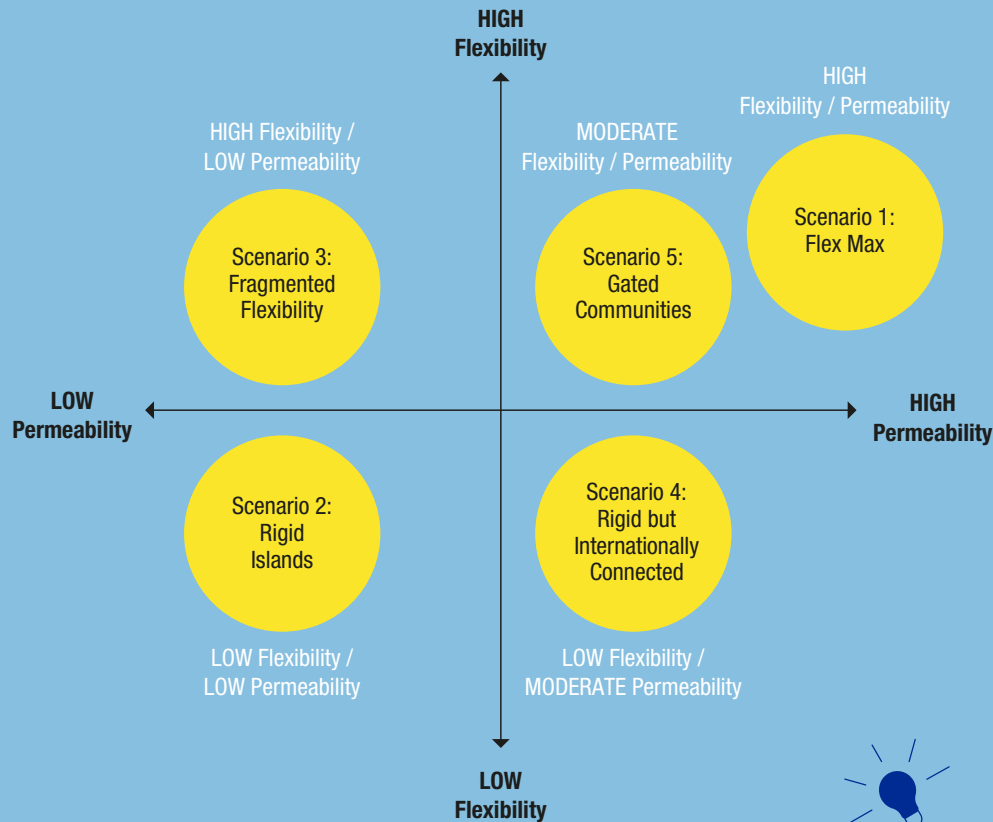 HIGH
Flexibility
HIGH
Flexibility / Permeability
HIGH Flexibility /
LOW Permeability
MODERATE
Flexibility / Permeability
Scenario 1:
Flex Max
Scenario 3:
Fragmented
Flexibility
Scenario 5:
Gated
Communities
LOW
Permeability
HIGH
Permeability
Scenario 2:
Rigid
Islands
Scenario 4:
Rigid but
Internationally
Connected
LOW Flexibility /
LOW Permeability
LOW Flexibility /
MODERATE Permeability
LOW
Flexibility